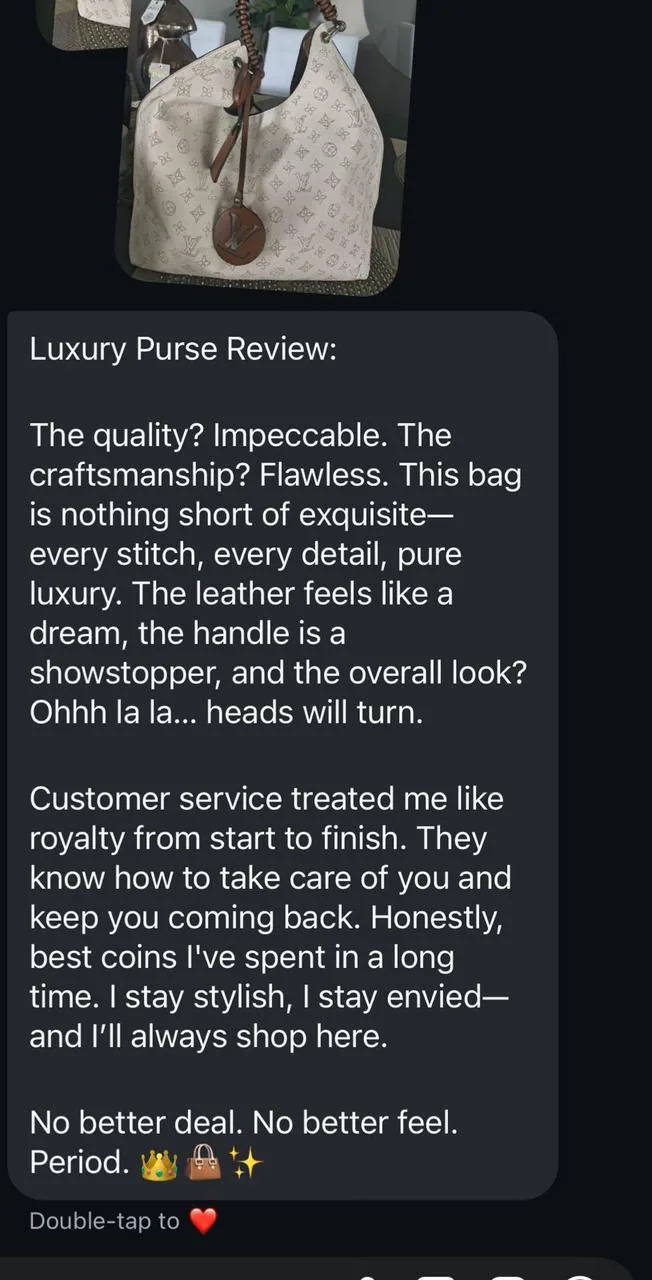 Luxury Purse Review:
The quality? Impeccable. The
craftsmanship? Flawless. This bag
is nothing short of exquisite—
every stitch, every detail, pure
luxury. The leather feels like a
dream, the handle is a
showstopper, and the overall look?
Ohhh la la... heads will turn.
Customer service treated me like
royalty from start to finish. They
know how to take care of you and
keep you coming back. Honestly,
best coins I've spent in a long
time. I stay stylish, I stay envied—
and I’ll always shop here.
No better deal. No better feel.
Period. 👑👜✨
Double-tap to ❤️